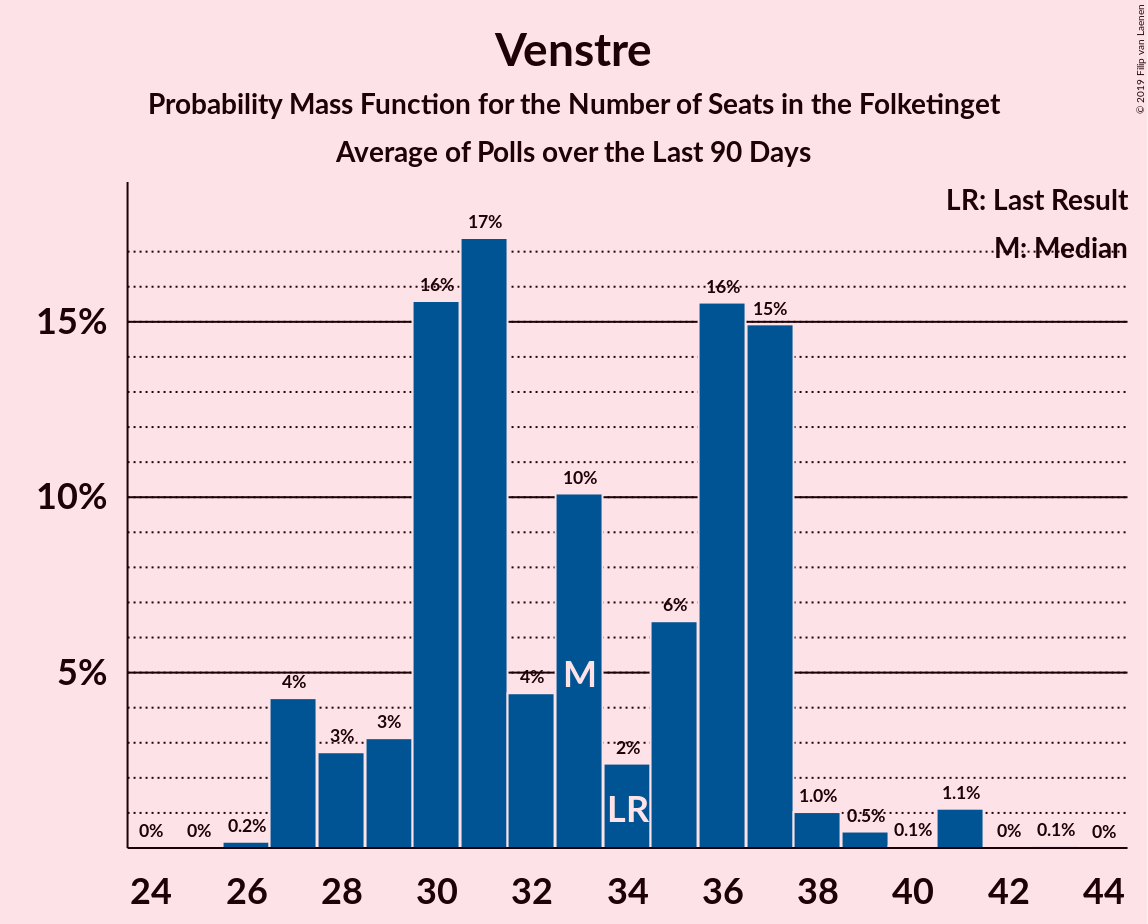 Venstre
Probability Mass Function for the Number of Seats in the Folketinget
Average of Polls over the Last 90 Days
© 2019 Filip van Laenen
LR: Last Result
M: Median
15%
10%
5%
0%
0%
0.2%
4%
3%
3%
16%
17%
4%
10%
2%
6%
16%
15%
1.0%
0.5%
0.1%
1.1%
0%
0.1%
0%
M
LR
24 26 28 30 32 34 36 38 40 42 44